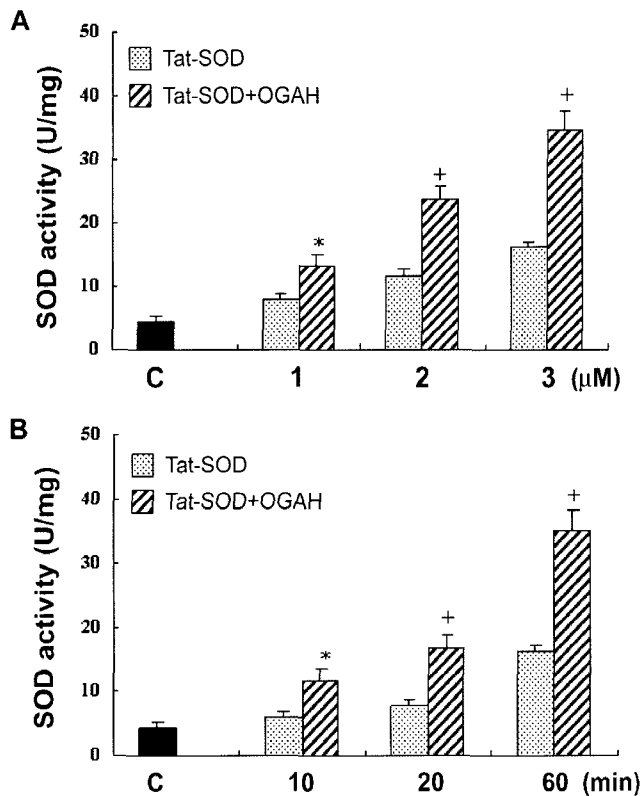 A
SOD activity (U/mg)
50
40
30
20
10
0
Tat-SOD
Tat-SOD+OGAH
*
+
+
C 1 2 3 (μM)
B
SOD activity (U/mg)
50
40
30
20
10
0
Tat-SOD
Tat-SOD+OGAH
*
+
+
C 10 20 60 (min)